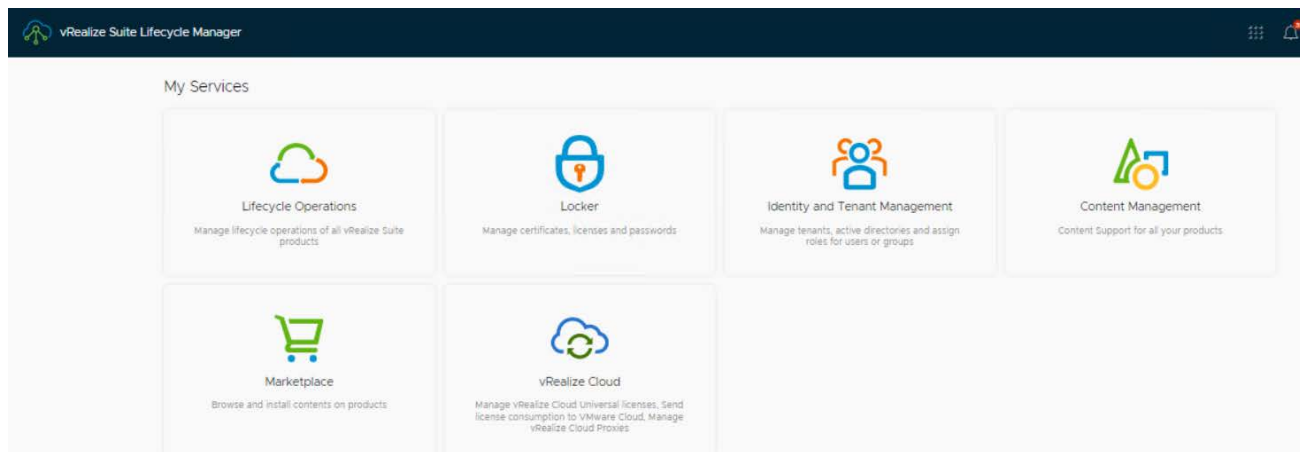 vRealize Suite Lifecycle Manager
My Services
Lifecycle Operations
Manage lifecycle operations of all vRealize Suite
products
Locker
Manage certificates, licenses and passwords
Identity and Tenant Management
Manage tenants, active directories and assign
roles for users or groups
Content Management
Content Support for all your products
Marketplace
Browse and install contents on products
vRealize Cloud
Manage vRealize Cloud Universal licenses, Send
license consumption to VMware Cloud, Manage
vRealize Cloud Proxies